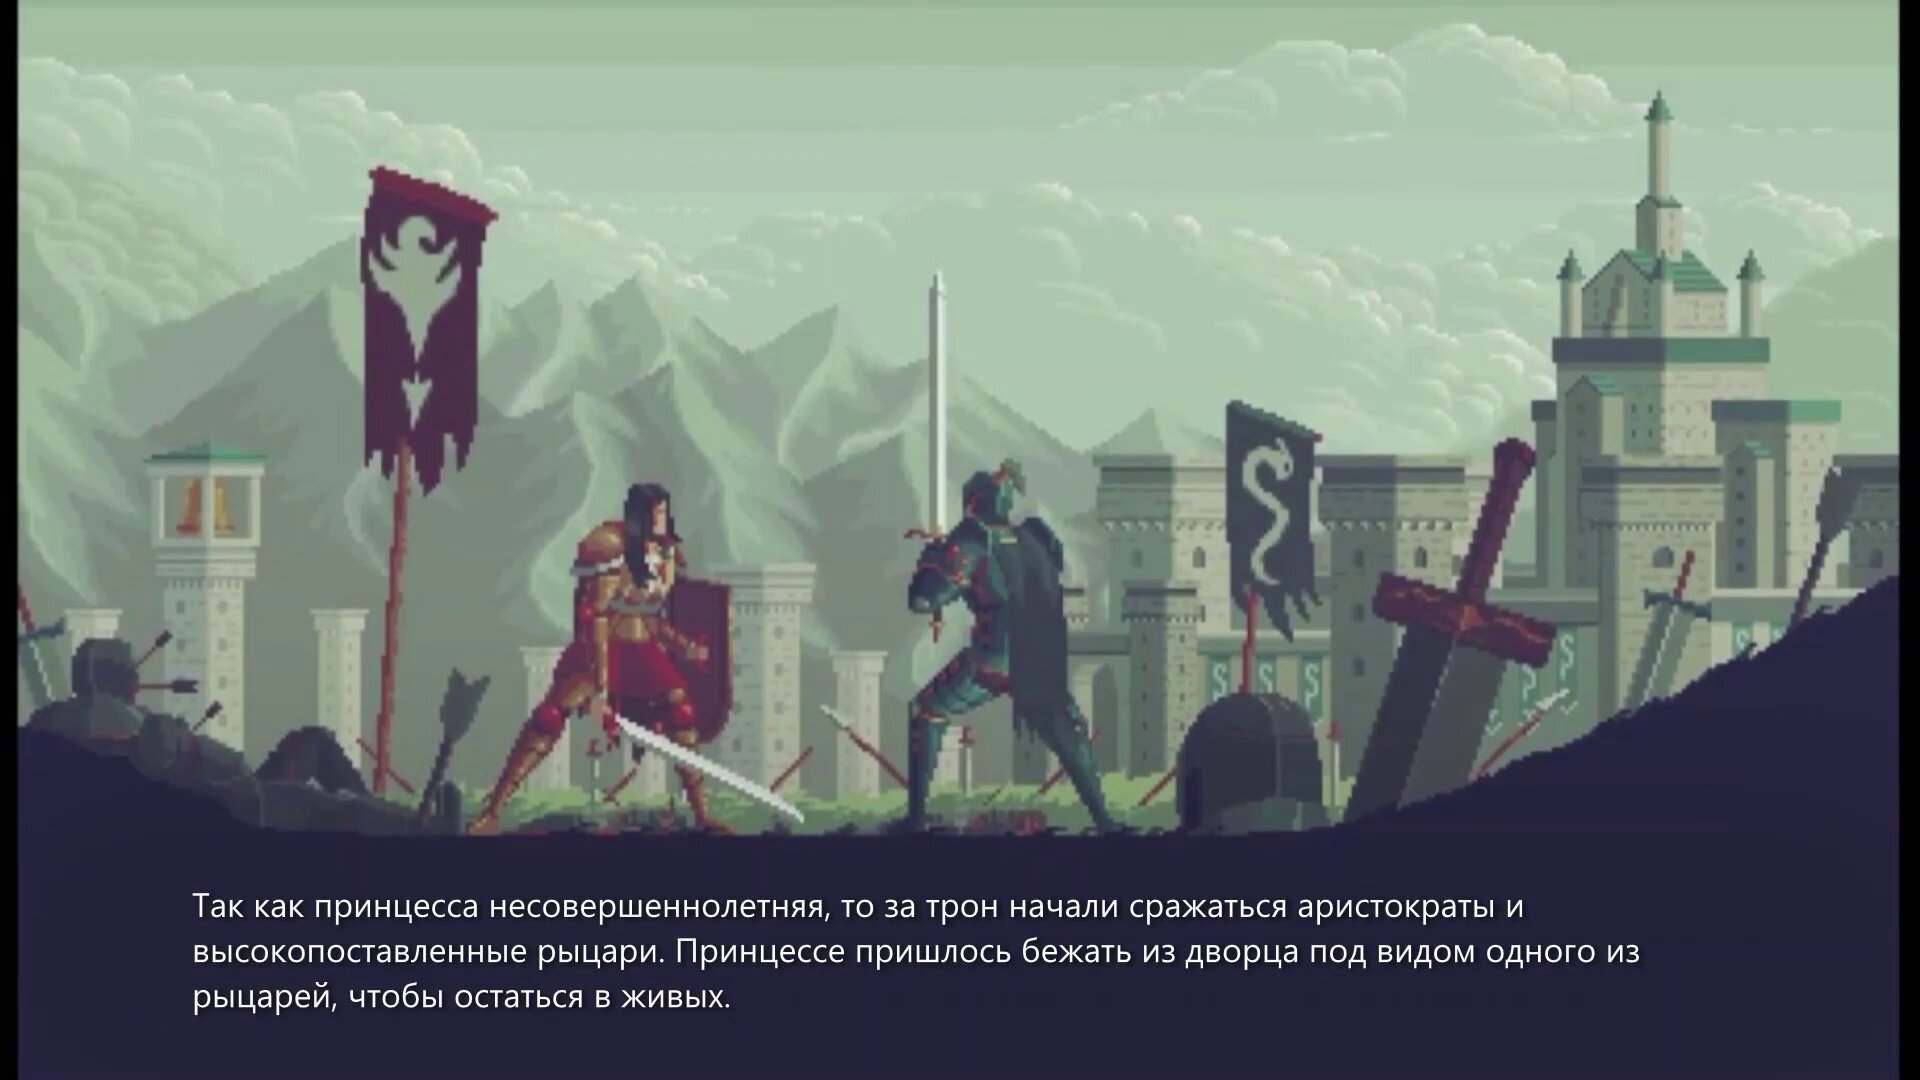 Так как принцесса несовершеннолетняя, то за трон начали сражаться аристократы и
высокопоставленные рыцари. Принцессе пришлось бежать из дворца под видом одного из
рыцарей, чтобы остаться в живых.